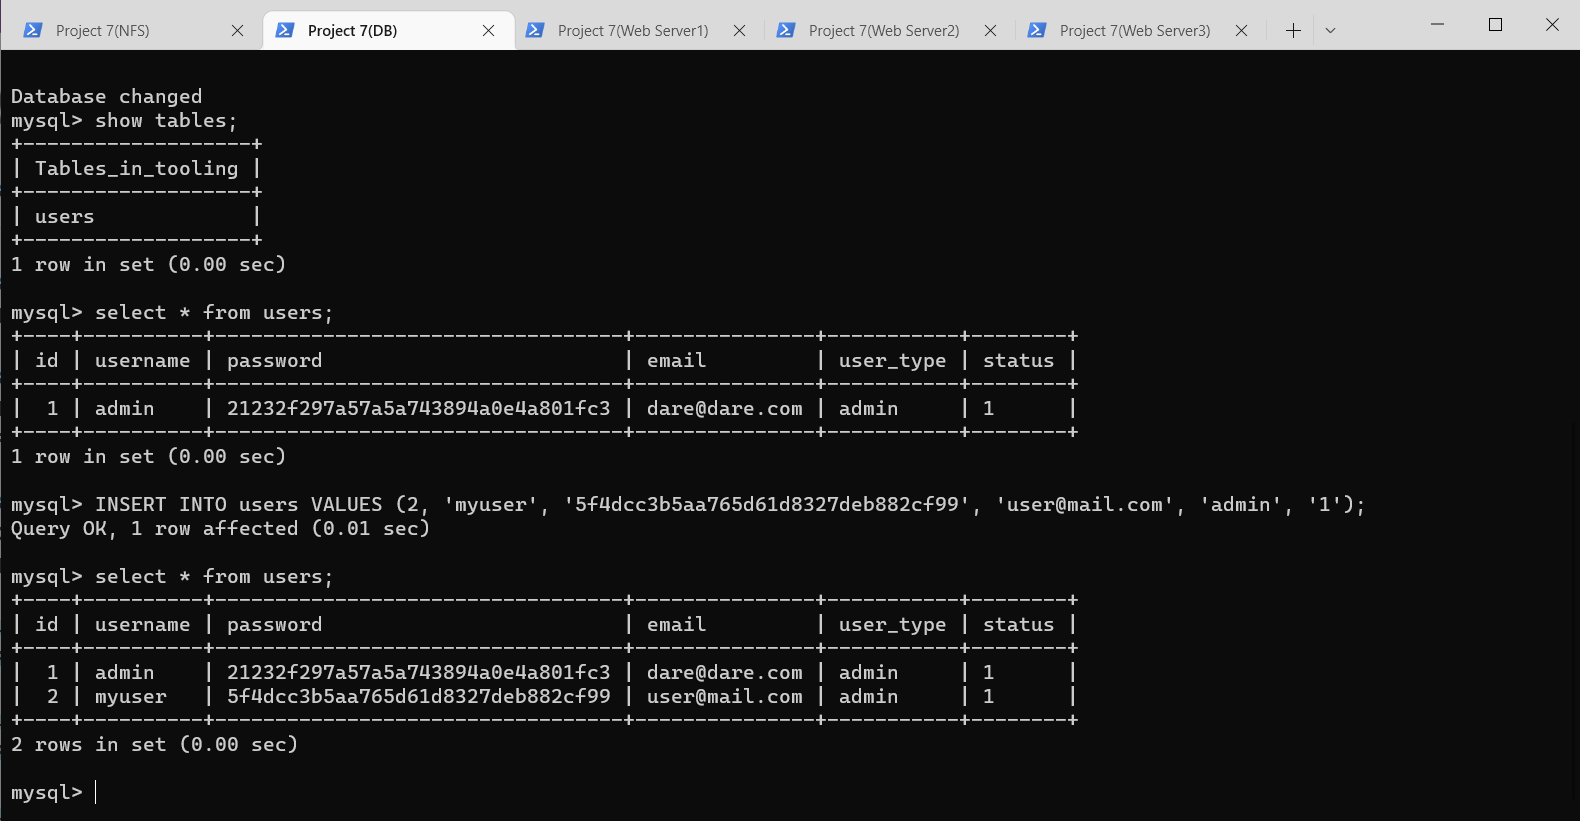 Project 7(NFS) Project 7(DB) Project 7(Web Server1) Project 7(Web Server2) Project 7(Web Server3)
Database changed
mysql> show tables;
+-------------------+
| Tables_in_tooling |
+-------------------+
| users             |
+-------------------+
1 row in set (0.00 sec)
mysql> select * from users;
+----+----------+----------------------------------+---------------+-----------+--------+
| id | username | password                         | email         | user_type | status |
+----+----------+----------------------------------+---------------+-----------+--------+
|  1 | admin    | 21232f297a57a5a743894a0e4a801fc3 | dare@dare.com | admin     | 1      |
+----+----------+----------------------------------+---------------+-----------+--------+
1 row in set (0.00 sec)
mysql> INSERT INTO users VALUES (2, 'myuser', '5f4dcc3b5aa765d61d8327deb882cf99', 'user@mail.com', 'admin', '1');
Query OK, 1 row affected (0.01 sec)
mysql> select * from users;
+----+----------+----------------------------------+---------------+-----------+--------+
| id | username | password                         | email         | user_type | status |
+----+----------+----------------------------------+---------------+-----------+--------+
|  1 | admin    | 21232f297a57a5a743894a0e4a801fc3 | dare@dare.com | admin     | 1      |
|  2 | myuser   | 5f4dcc3b5aa765d61d8327deb882cf99 | user@mail.com | admin     | 1      |
+----+----------+----------------------------------+---------------+-----------+--------+
2 rows in set (0.00 sec)
mysql>